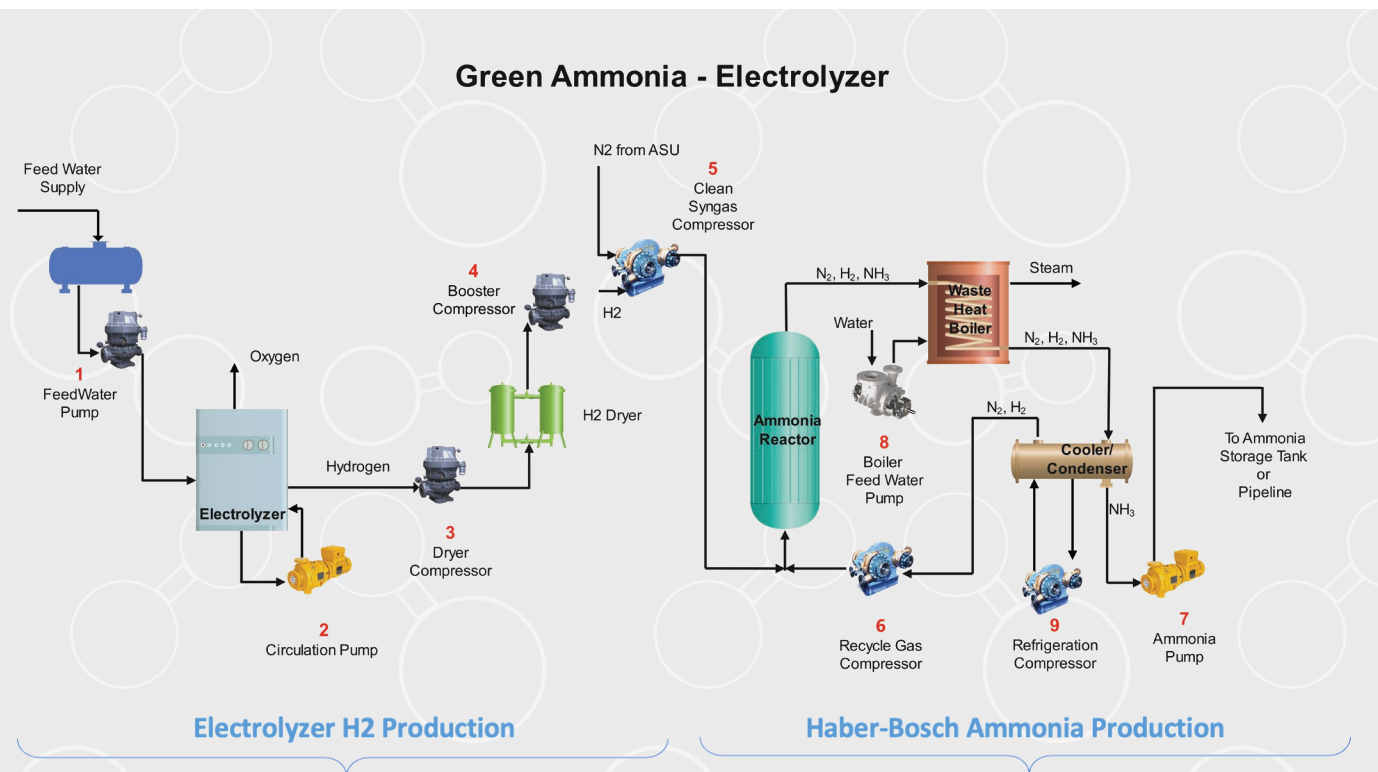 Green Ammonia - Electrolyzer
Feed Water
Supply
1
FeedWater
Pump
Oxygen
Electrolyzer
2
Circulation Pump
Hydrogen
3
Dryer
Compressor
H2 Dryer
4
Booster
Compressor
N2 from ASU
H2
5
Clean
Syngas
Compressor
Ammonia
Reactor
N₂, H₂, NH₃
Waste
Heat
Boiler
Steam
Water
8
Boiler
Feed Water
Pump
N₂, H₂, NH₃
N₂, H₂
Cooler/
Condenser
NH₃
6
Recycle Gas
Compressor
9
Refrigeration
Compressor
7
Ammonia
Pump
To Ammonia
Storage Tank
or
Pipeline
Electrolyzer H2 Production
Haber-Bosch Ammonia Production